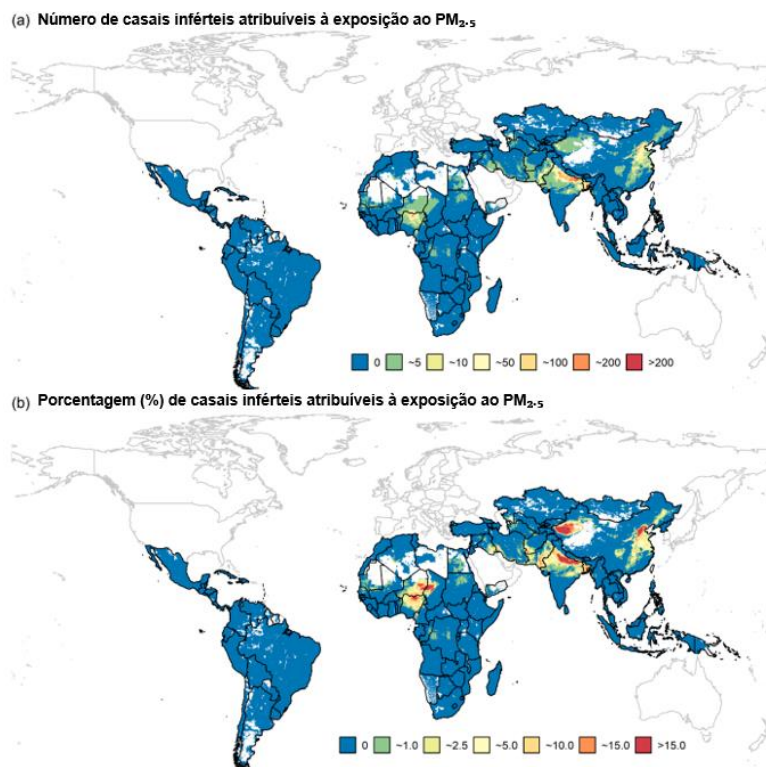 (a) Número de casais inférteis atribuíveis à exposição ao PM₂.₅
0 ~5 ~10 ~50 ~100 ~200 >200
(b) Porcentagem (%) de casais inférteis atribuíveis à exposição ao PM₂.₅
0 ~1.0 ~2.5 ~5.0 ~10.0 ~15.0 >15.0